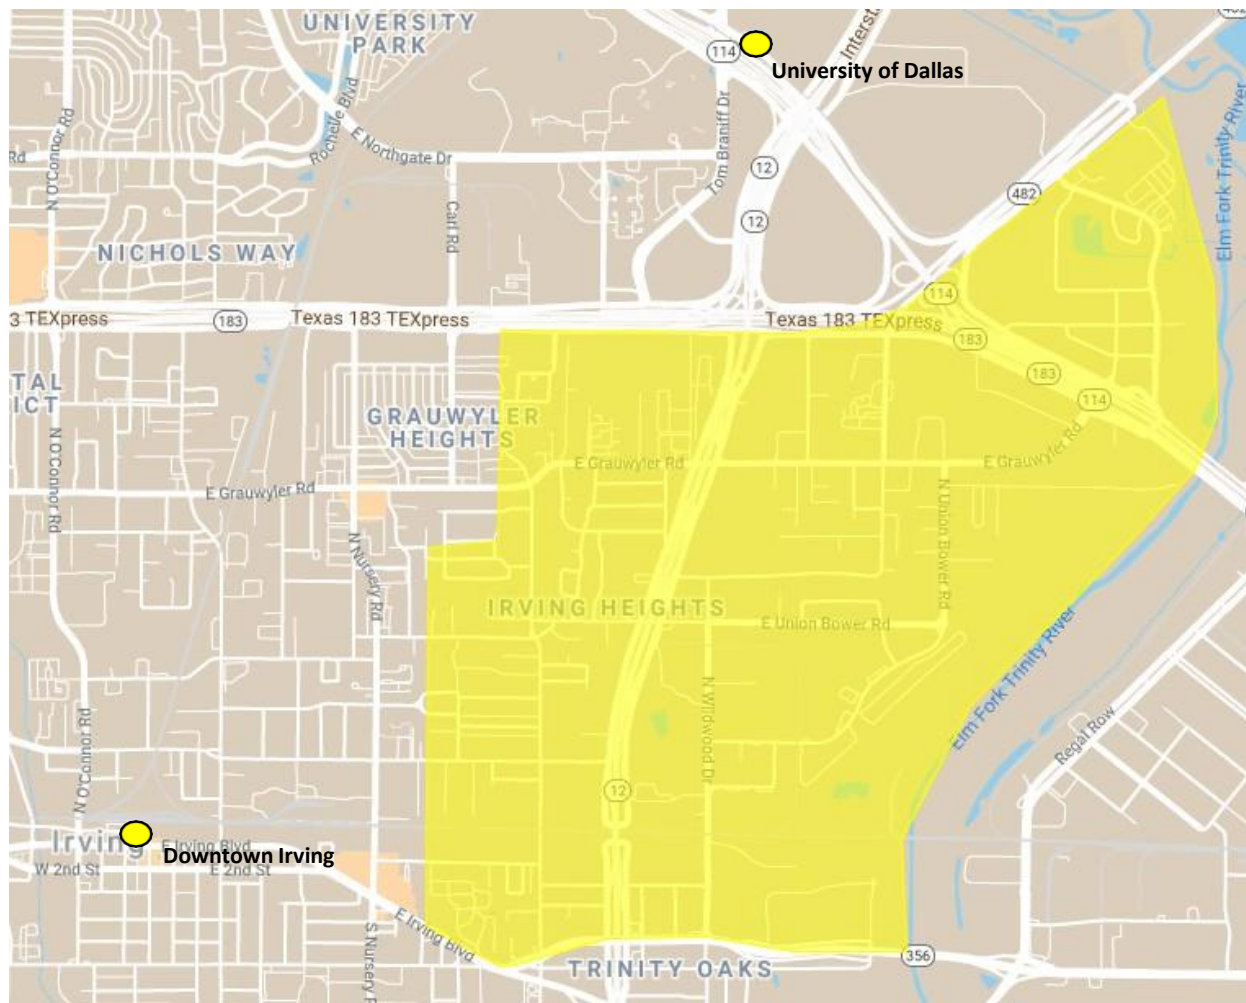 UNIVERSITY
PARK
114
University of Dallas
Interst
482
Rochelle Blvd
E Northgate Dr
Tom Braniff Dr
Rd
N O'Connor Rd
12
12
482
Elm Fork Trinity River
Carl Rd
NICHOLS WAY
114
3 TEXpress
183
Texas 183 TEXpress
Texas 183 TEXpress
183
183
114
TAL
ICT
GRAUWYLER
HEIGHTS
N O'Connor Rd
E Grauwyler Rd
E Grauwyler Rd
E Grauwyler Rd
N Union Bower Rd
N Nursery Rd
IRVING HEIGHTS
E Union Bower Rd
Elm Fork Trinity River
N Wildwood Dr
Regal Row
N O'Connor Rd
12
Irving
E Irving Blvd
Downtown Irving
W 2nd St
E 2nd St
E Irving Blvd
S Nursery R
356
TRINITY OAKS